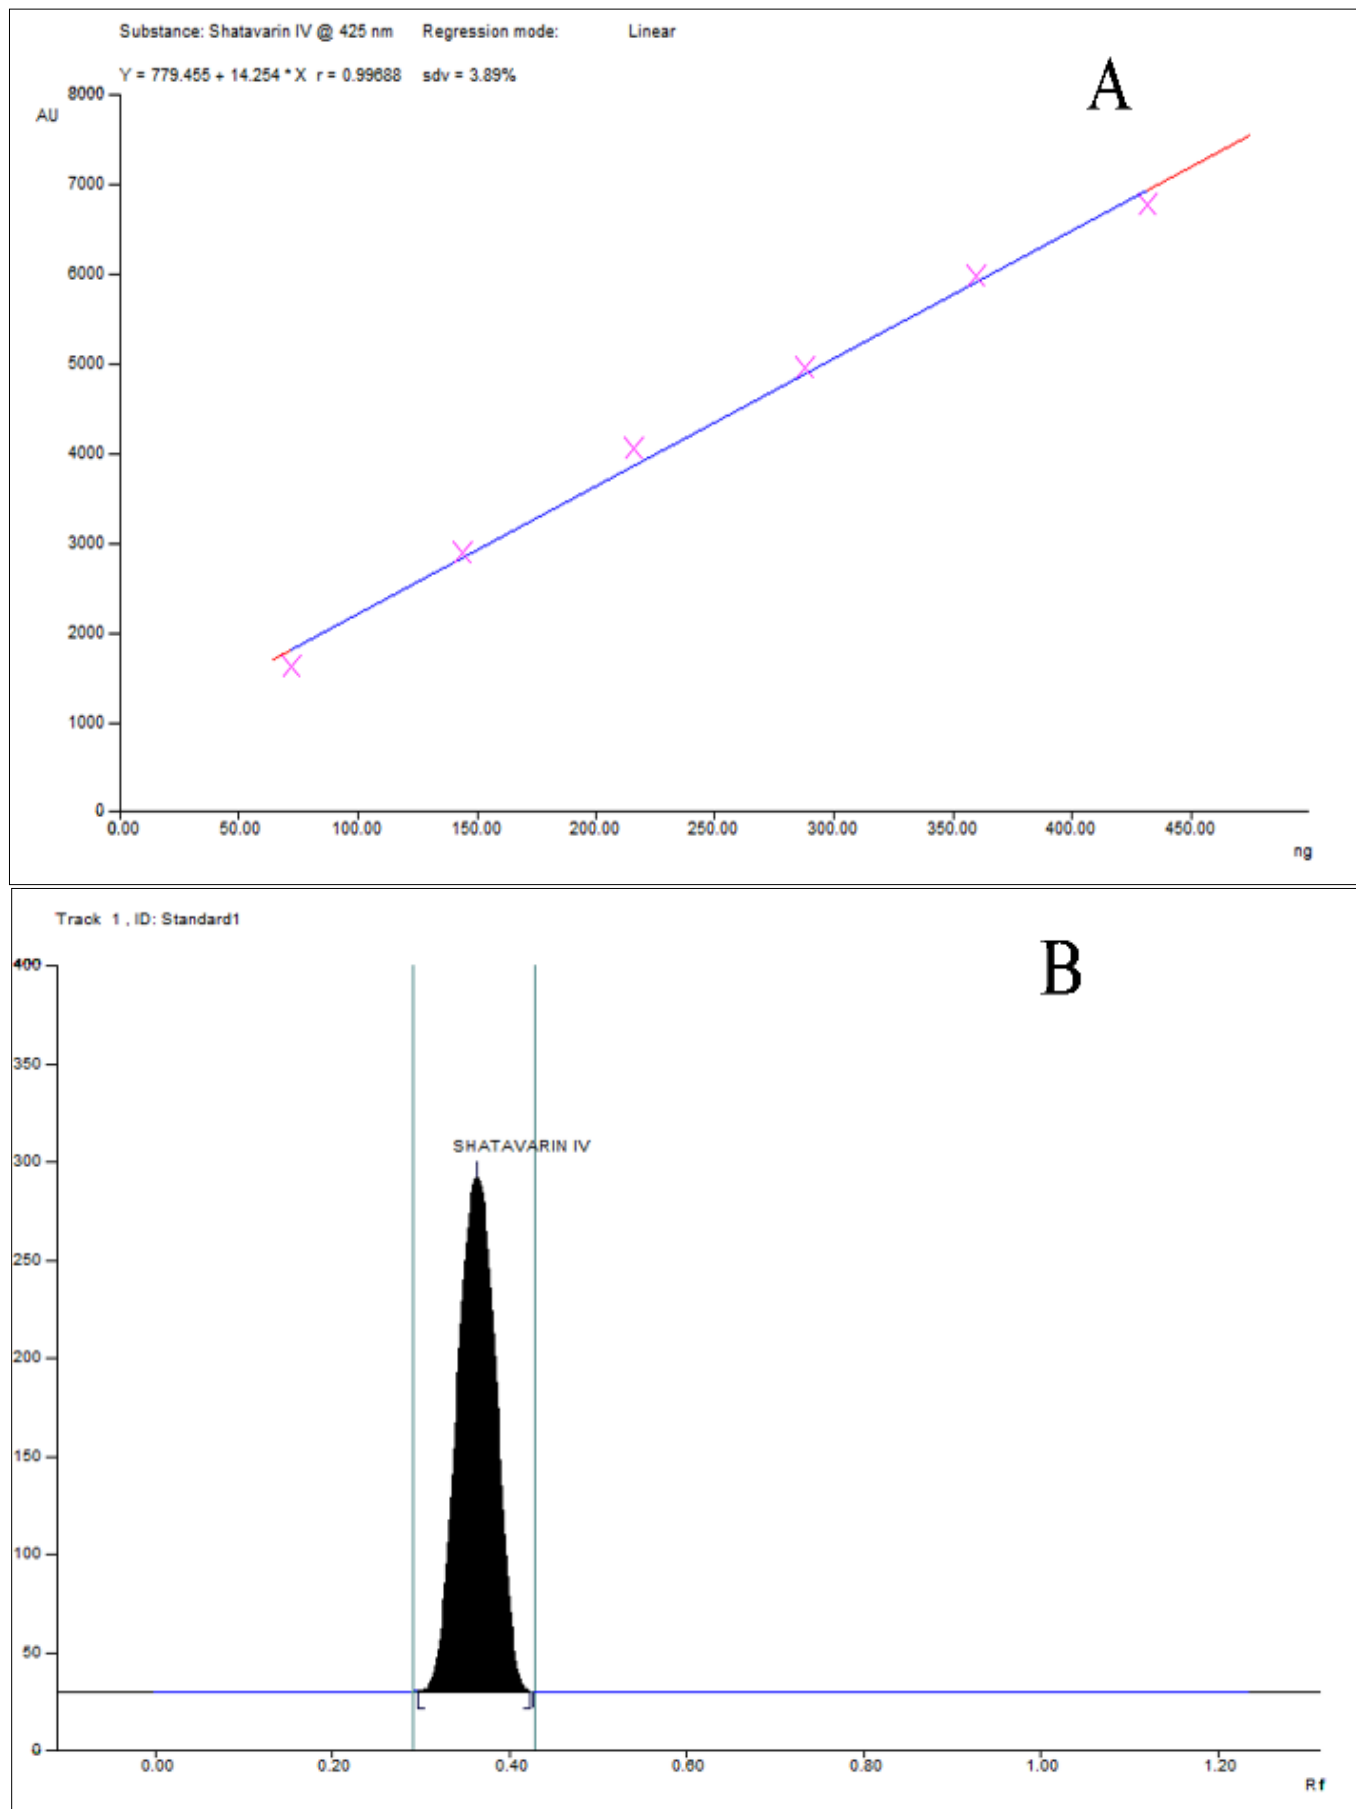 Substance: Shatavarin IV @ 425 nm Regression mode: Linear
Y = 779.455 + 14.254 * X r = 0.99688 sdv = 3.89%
A
8000
AU
7000
6000
5000
4000
3000
2000
1000
0
0.00 50.00 100.00 150.00 200.00 250.00 300.00 350.00 400.00 450.00
ng
Track 1 , ID: Standard1
B
400
350
SHATAVARIN IV
300
250
200
150
100
50
0
0.00 0.20 0.40 0.60 0.80 1.00 1.20
Rf